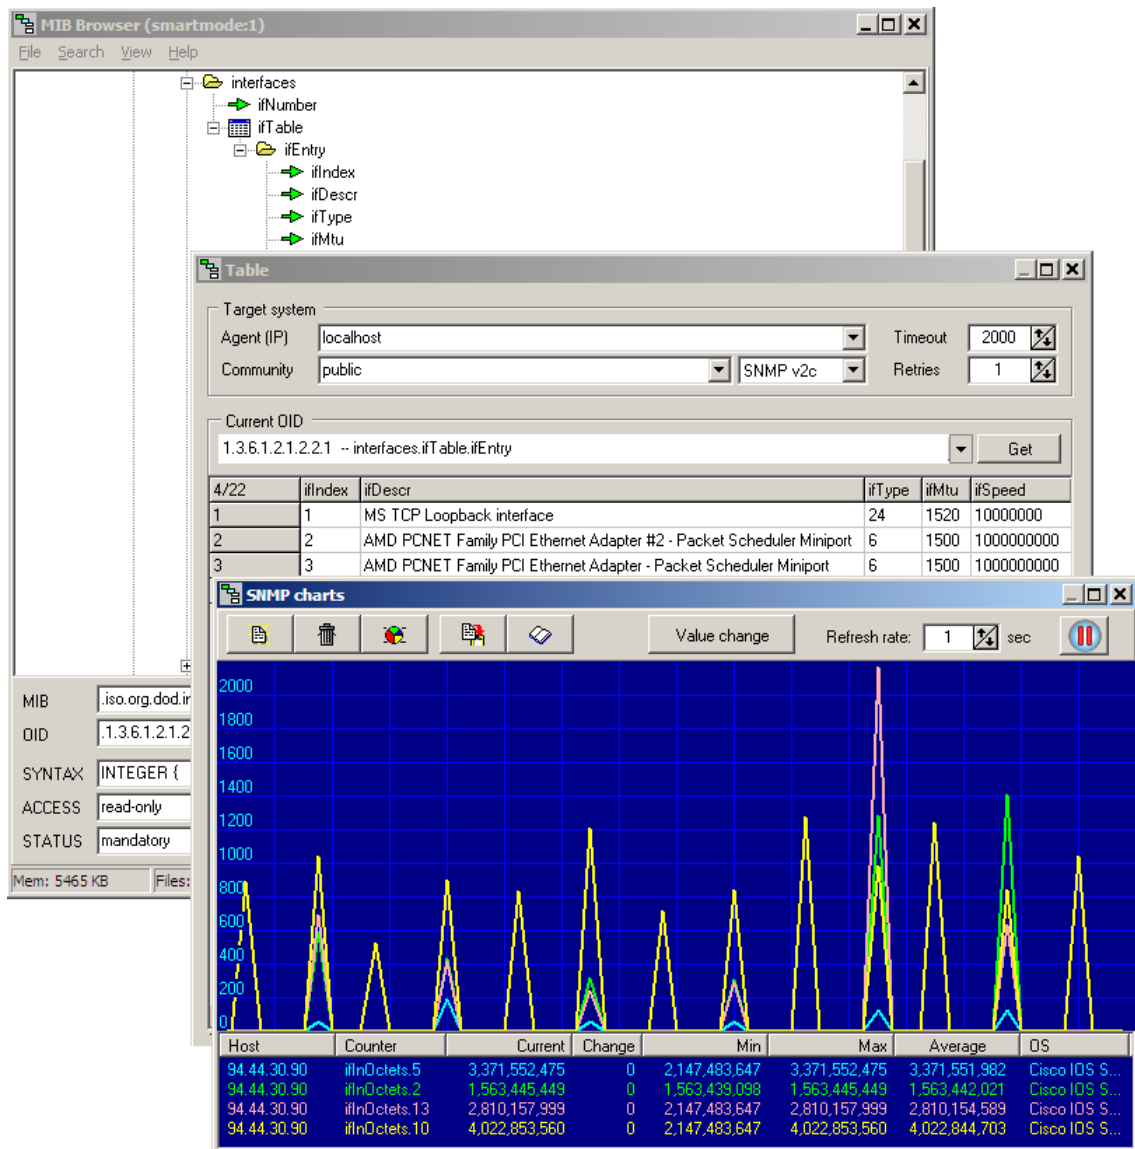 MIB Browser (smartmode:1)
File Search View Help
interfaces
ifNumber
ifTable
ifEntry
ifIndex
ifDescr
ifType
ifMtu
Table
Target system
Agent (IP) localhost Timeout 2000
Community public SNMP v2c Retries 1
Current OID
1.3.6.1.2.1.2.2.1 -- interfaces.ifTable.ifEntry Get
4/22 ifIndex ifDescr ifType ifMtu ifSpeed
1 1 MS TCP Loopback interface 24 1520 10000000
2 2 AMD PCNET Family PCI Ethernet Adapter #2 - Packet Scheduler Miniport 6 1500 1000000000
3 3 AMD PCNET Family PCI Ethernet Adapter - Packet Scheduler Miniport 6 1500 1000000000
SNMP charts
Value change Refresh rate: 1 sec
2000
1800
1600
1400
1200
1000
800
600
400
200
0
MIB .iso.org.dod.in
OID .1.3.6.1.2.1.2
SYNTAX INTEGER {
ACCESS read-only
STATUS mandatory
Mem: 5465 KB Files:
Host Counter Current Change Min Max Average OS
94.44.30.90 ifInOctets.5 3,371,552,475 0 2,147,483,647 3,371,552,475 3,371,551,982 Cisco IOS S...
94.44.30.90 ifInOctets.2 1,563,445,449 0 1,563,439,098 1,563,445,449 1,563,442,021 Cisco IOS S...
94.44.30.90 ifInOctets.13 2,810,157,999 0 2,147,483,647 2,810,157,999 2,810,154,589 Cisco IOS S...
94.44.30.90 ifInOctets.10 4,022,853,560 0 2,147,483,647 4,022,853,560 4,022,844,703 Cisco IOS S...